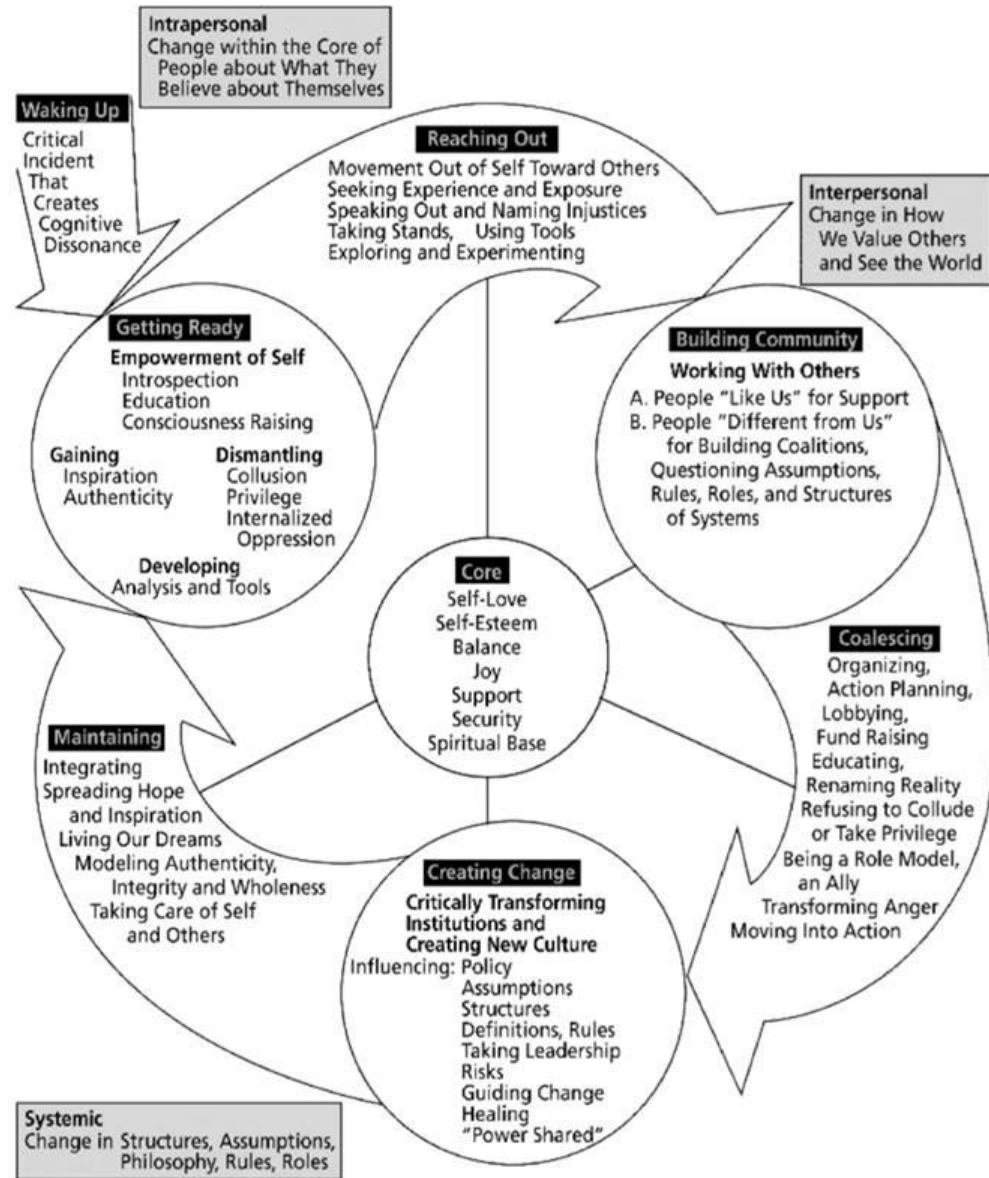 Intrapersonal
Change within the Core of
People about What They
Believe about Themselves
Waking Up
Critical
Incident
That
Creates
Cognitive
Dissonance
Reaching Out
Movement Out of Self Toward Others
Seeking Experience and Exposure
Speaking Out and Naming Injustices
Taking Stands, Using Tools
Exploring and Experimenting
Interpersonal
Change in How
We Value Others
and See the World
Getting Ready
Empowerment of Self
Introspection
Education
Consciousness Raising
Gaining
Inspiration
Authenticity
Dismantling
Collusion
Privilege
Internalized
Oppression
Developing
Analysis and Tools
Building Community
Working With Others
A. People “Like Us” for Support
B. People “Different from Us”
for Building Coalitions,
Questioning Assumptions,
Rules, Roles, and Structures
of Systems
Core
Self-Love
Self-Esteem
Balance
Joy
Support
Security
Spiritual Base
Coalescing
Organizing,
Action Planning,
Lobbying,
Fund Raising
Educating,
Renaming Reality
Refusing to Collude
or Take Privilege
Being a Role Model,
an Ally
Transforming Anger
Moving Into Action
Maintaining
Integrating
Spreading Hope
and Inspiration
Living Our Dreams
Modeling Authenticity,
Integrity and Wholeness
Taking Care of Self
and Others
Creating Change
Critically Transforming
Institutions and
Creating New Culture
Influencing: Policy
Assumptions
Structures
Definitions, Rules
Taking Leadership
Risks
Guiding Change
Healing
“Power Shared”
Systemic
Change in Structures, Assumptions,
Philosophy, Rules, Roles